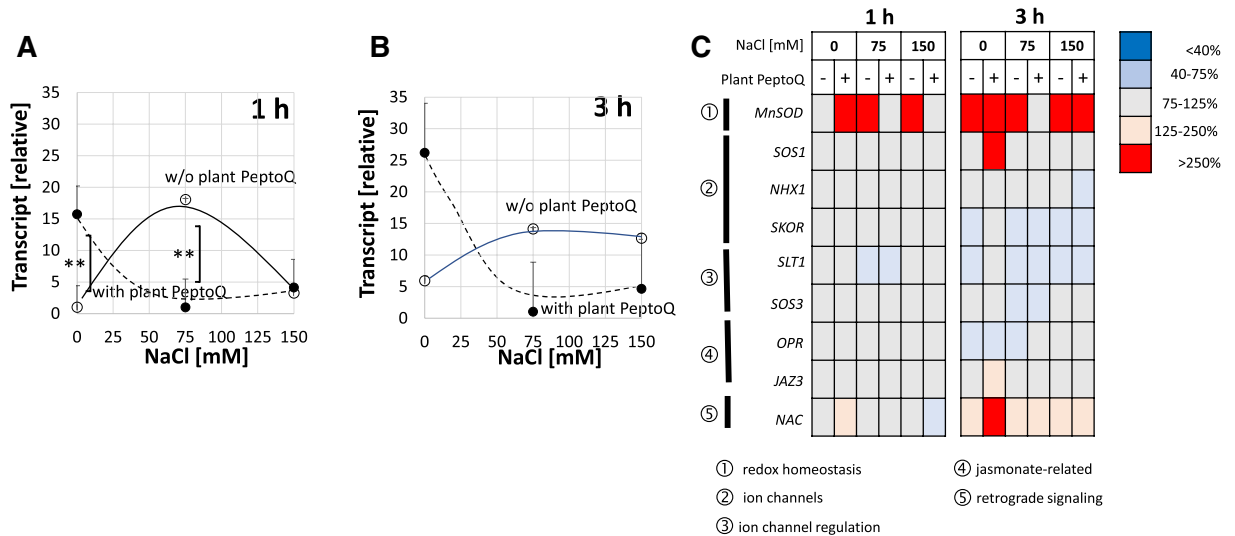 A
35
30
25
20
15
10
5
0
Transcript [relative]
1 h
w/o plant PeptoQ
**
**
with plant PeptoQ
0 25 50 75 100 125 150
NaCl [mM]
B
35
30
25
20
15
10
5
0
Transcript [relative]
3 h
w/o plant PeptoQ
with plant PeptoQ
0 25 50 75 100 125 150
NaCl [mM]
C
1 h 3 h
NaCl [mM] 0 75 150 0 75 150
Plant PeptoQ - + - + - + - + - + - +
① MnSOD
SOS1
② NHX1
SKOR
SLT1
③ SOS3
OPR
④ JAZ3
⑤ NAC
<40%
40-75%
75-125%
125-250%
>250%
① redox homeostasis
② ion channels
③ ion channel regulation
④ jasmonate-related
⑤ retrograde signaling